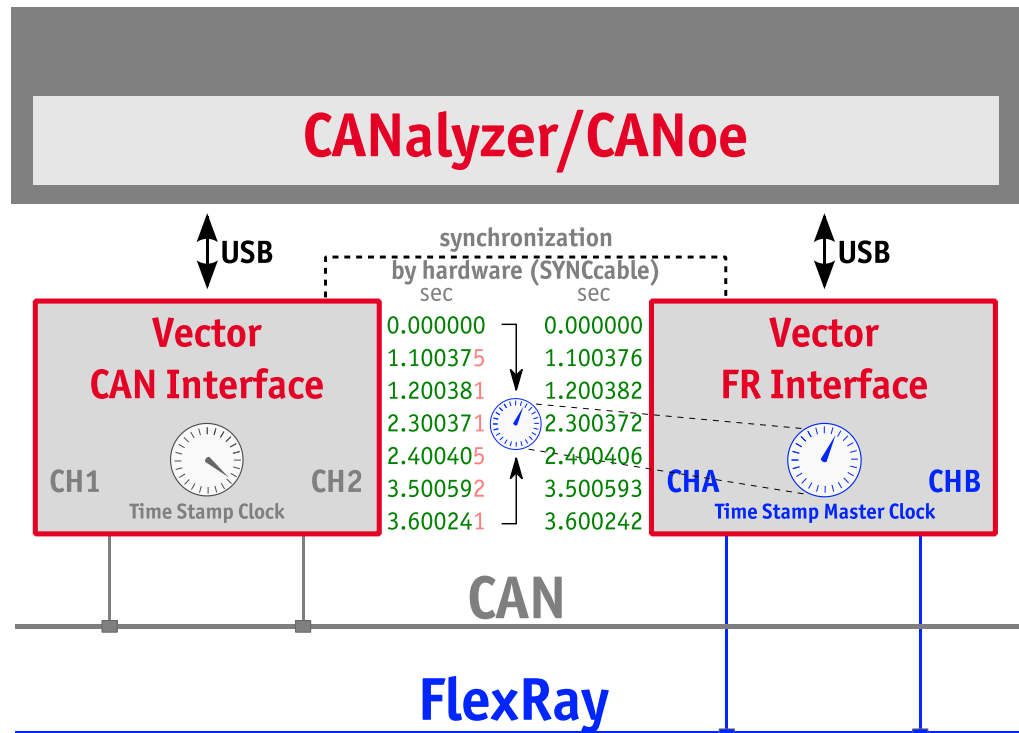 CANalyzer/CANoe
USB
synchronization
by hardware (SYNCcable)
USB
sec
sec
Vector
CAN Interface
CH1
CH2
Time Stamp Clock
0.000000
1.100375
1.200381
2.300371
2.400405
3.500592
3.600241
0.000000
1.100376
1.200382
2.300372
2.400406
3.500593
3.600242
Vector
FR Interface
CHA
CHB
Time Stamp Master Clock
CAN
FlexRay